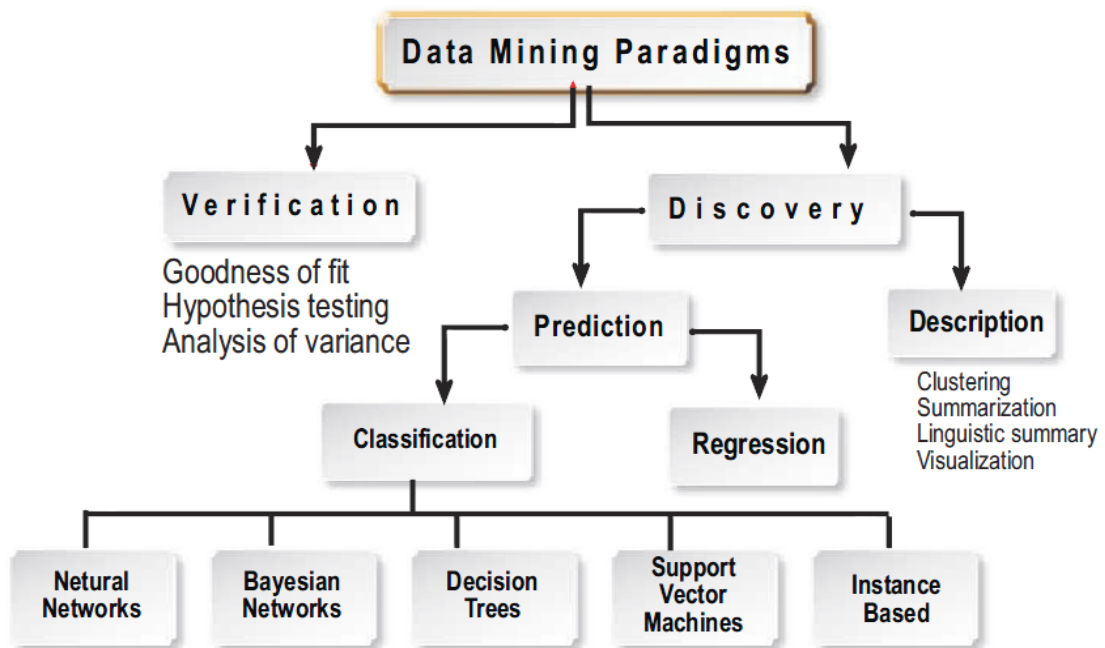 Data Mining Paradigms
Verification
Goodness of fit
Hypothesis testing
Analysis of variance
Discovery
Prediction
Description
Clustering
Summarization
Linguistic summary
Visualization
Classification
Regression
Netural
Networks
Bayesian
Networks
Decision
Trees
Support
Vector
Machines
Instance
Based